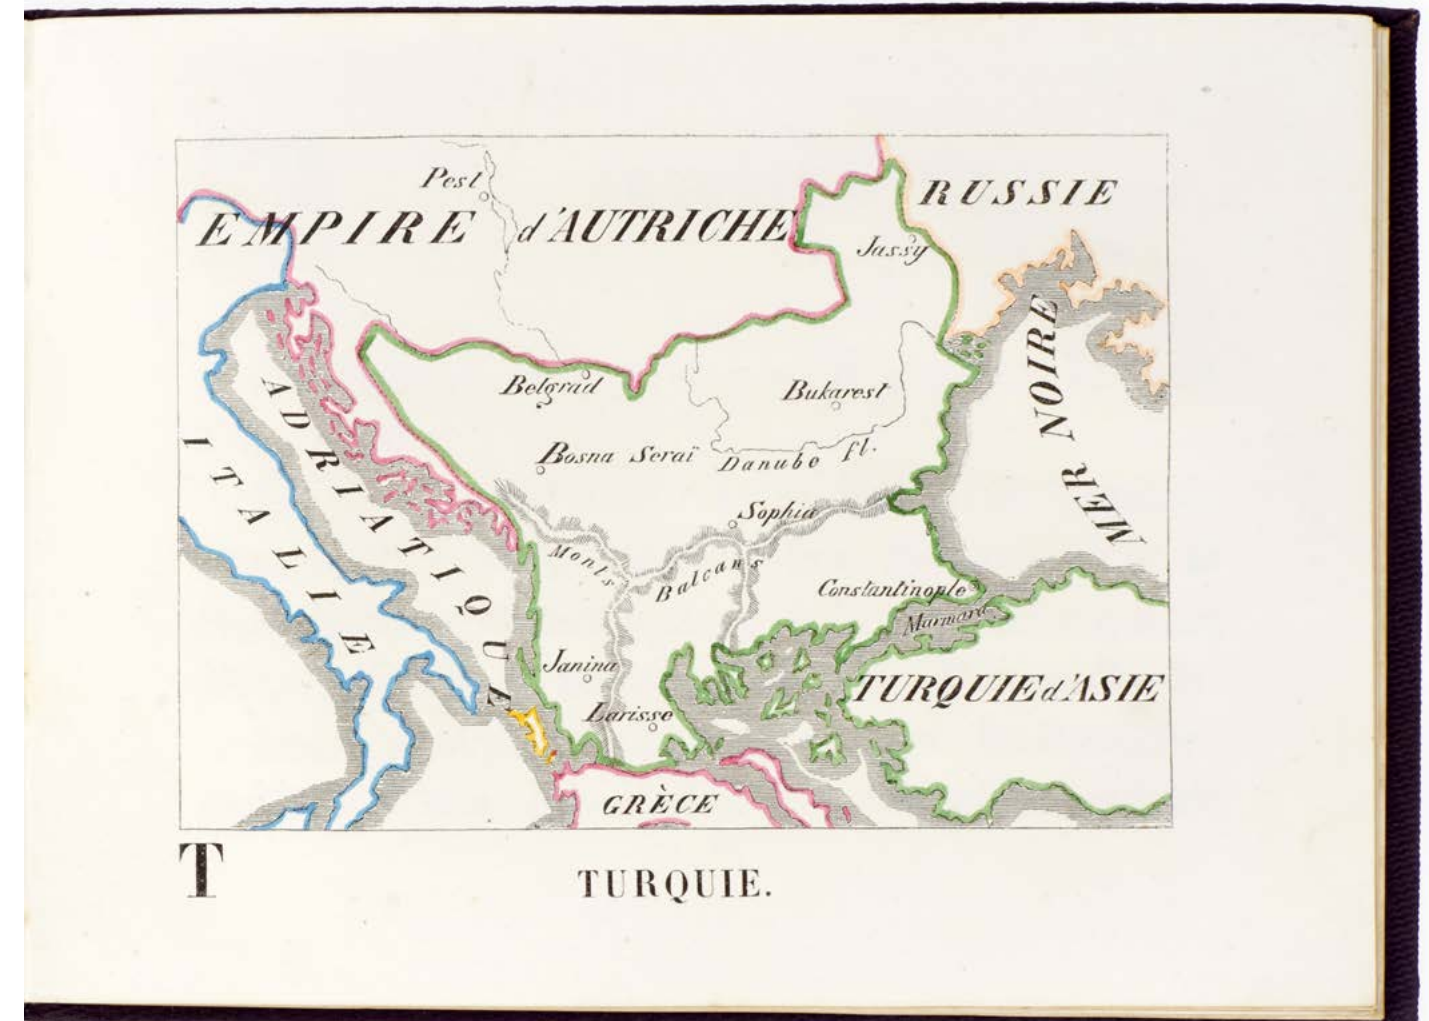 Pest
EMPIRE d'AUTRICHE
RUSSIE
Jassy
MER NOIRE
Belgrad
Bukarest
Bosna Seraï
Danube fl.
ADRIATIQUE
ITALIE
Sophia
Monts Balcans
Constantinople
Marmara
Janina
TURQUIE d'ASIE
Larisse
GRÈCE
T
TURQUIE.